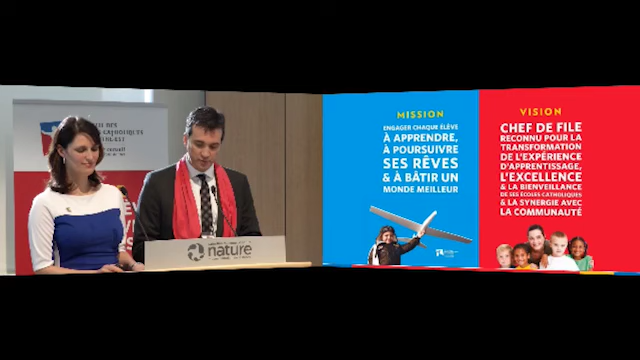 CATHOLIQUES
nature
MISSION
ENGAGER CHAQUE ÉLÈVE
À APPRENDRE,
À POURSUIVRE
SES RÊVES
& À BÂTIR UN
MONDE MEILLEUR
VISION
CHEF DE FILE
RECONNU POUR LA
TRANSFORMATION
DE L'EXPÉRIENCE
D'APPRENTISSAGE,
L'EXCELLENCE
& LA BIENVEILLANCE
DE SES ÉCOLES CATHOLIQUES
& LA SYNERGIE AVEC
LA COMMUNAUTÉ